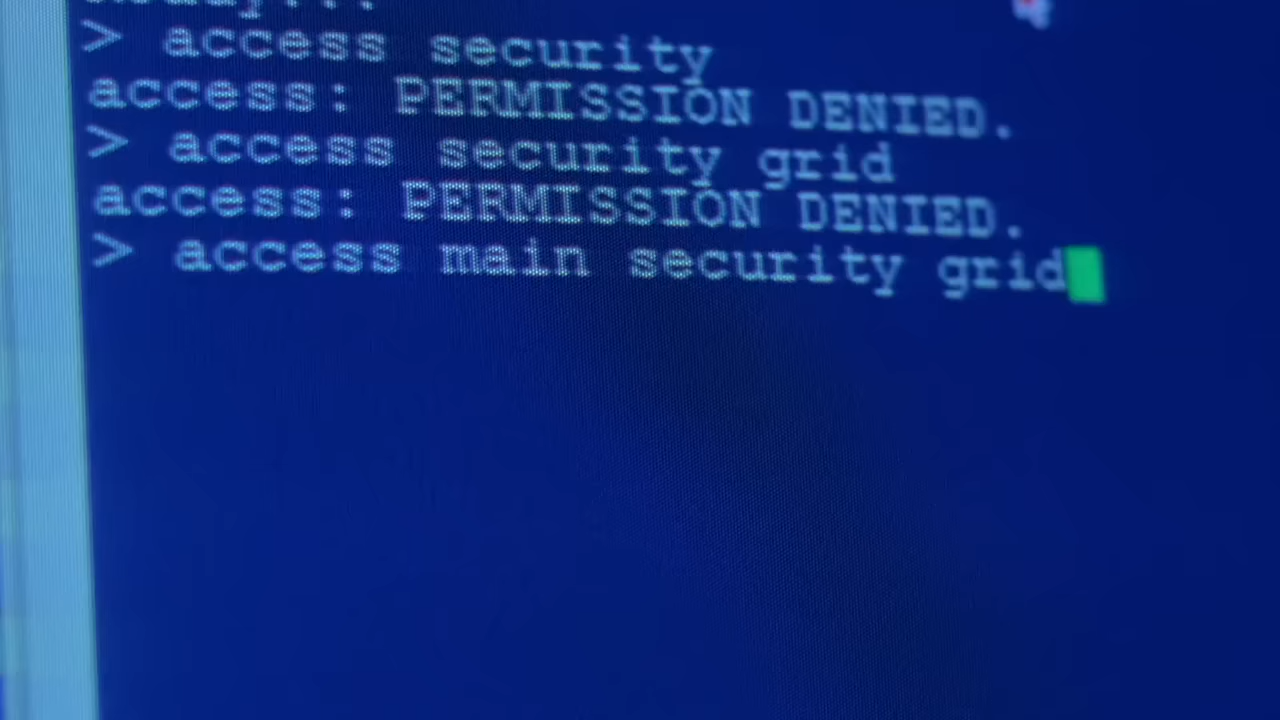 > access security
access: PERMISSION DENIED.
> access security grid
access: PERMISSION DENIED.
> access main security grid